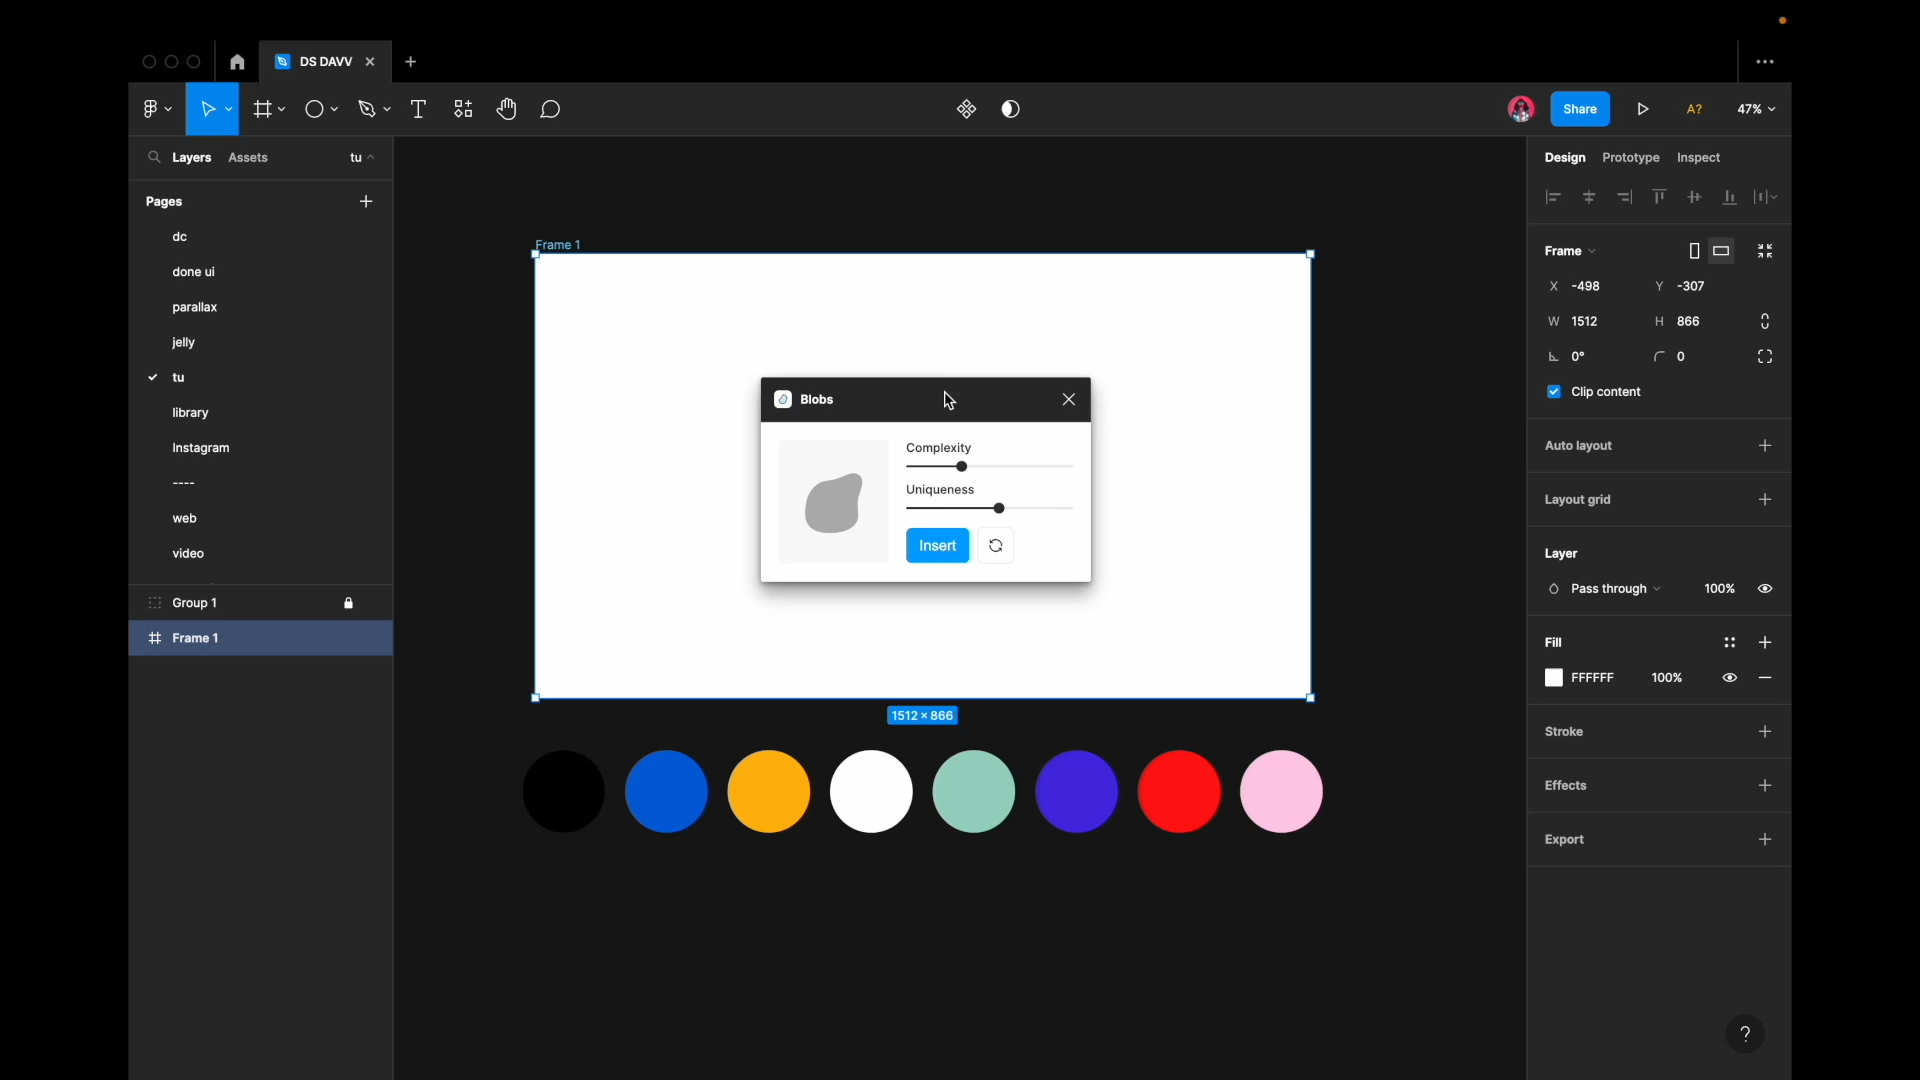 DS DAVV
Share
A?
47%
Layers
Assets
tu
Pages
dc
done ui
parallax
jelly
tu
library
Instagram
----
web
video
Group 1
Frame 1
Frame 1
Blobs
Complexity
Uniqueness
Insert
1512 × 866
Design
Prototype
Inspect
Frame
X -498
Y -307
W 1512
H 866
0°
0
Clip content
Auto layout
Layout grid
Layer
Pass through
100%
Fill
FFFFFF
100%
Stroke
Effects
Export
?